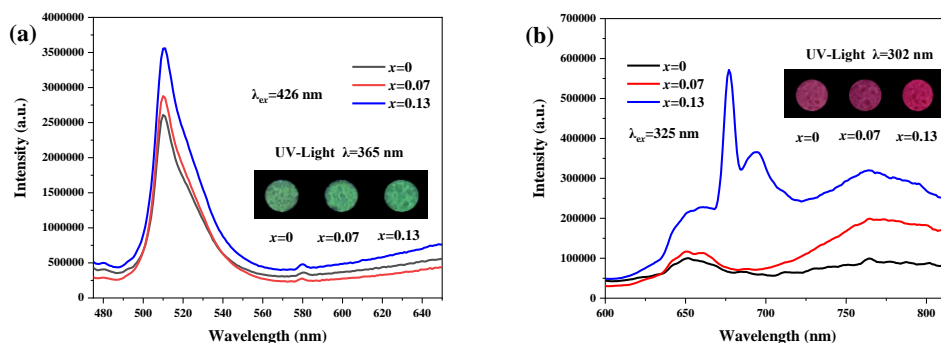 (a)
4000000
3500000
3000000
2500000
2000000
1500000
1000000
500000
0
Intensity (a.u.)
x=0
x=0.07
x=0.13
λex=426 nm
UV-Light λ=365 nm
x=0 x=0.07 x=0.13
480 500 520 540 560 580 600 620 640
Wavelength (nm)
(b)
700000
600000
500000
400000
300000
200000
100000
0
Intensity (a.u.)
x=0
x=0.07
x=0.13
λex=325 nm
UV-Light λ=302 nm
x=0 x=0.07 x=0.13
600 650 700 750 800
Wavelength (nm)